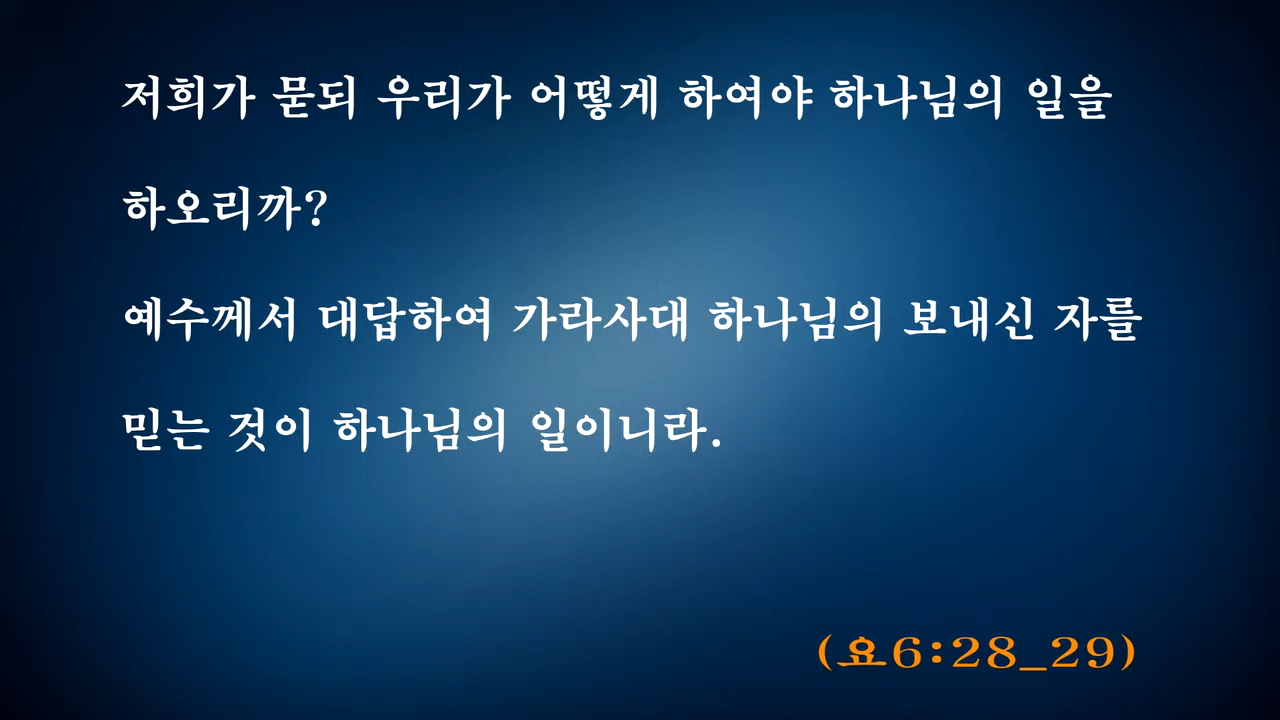 저희가 묻되 우리가 어떻게 하여야 하나님의 일을
하오리까?
예수께서 대답하여 가라사대 하나님의 보내신 자를
믿는 것이 하나님의 일이니라.
(요6:28_29)